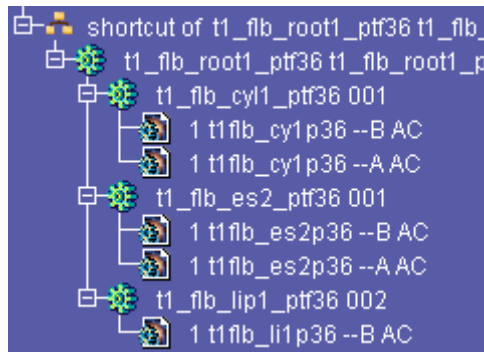 shortcut of t1_flb_root1_ptf36 t1_flb_
t1_flb_root1_ptf36 t1_flb_root1_p
t1_flb_cyl1_ptf36 001
1 t1flb_cy1p36 --B AC
1 t1flb_cy1p36 --A AC
t1_flb_es2_ptf36 001
1 t1flb_es2p36 --B AC
1 t1flb_es2p36 --A AC
t1_flb_lip1_ptf36 002
1 t1flb_li1p36 --B AC